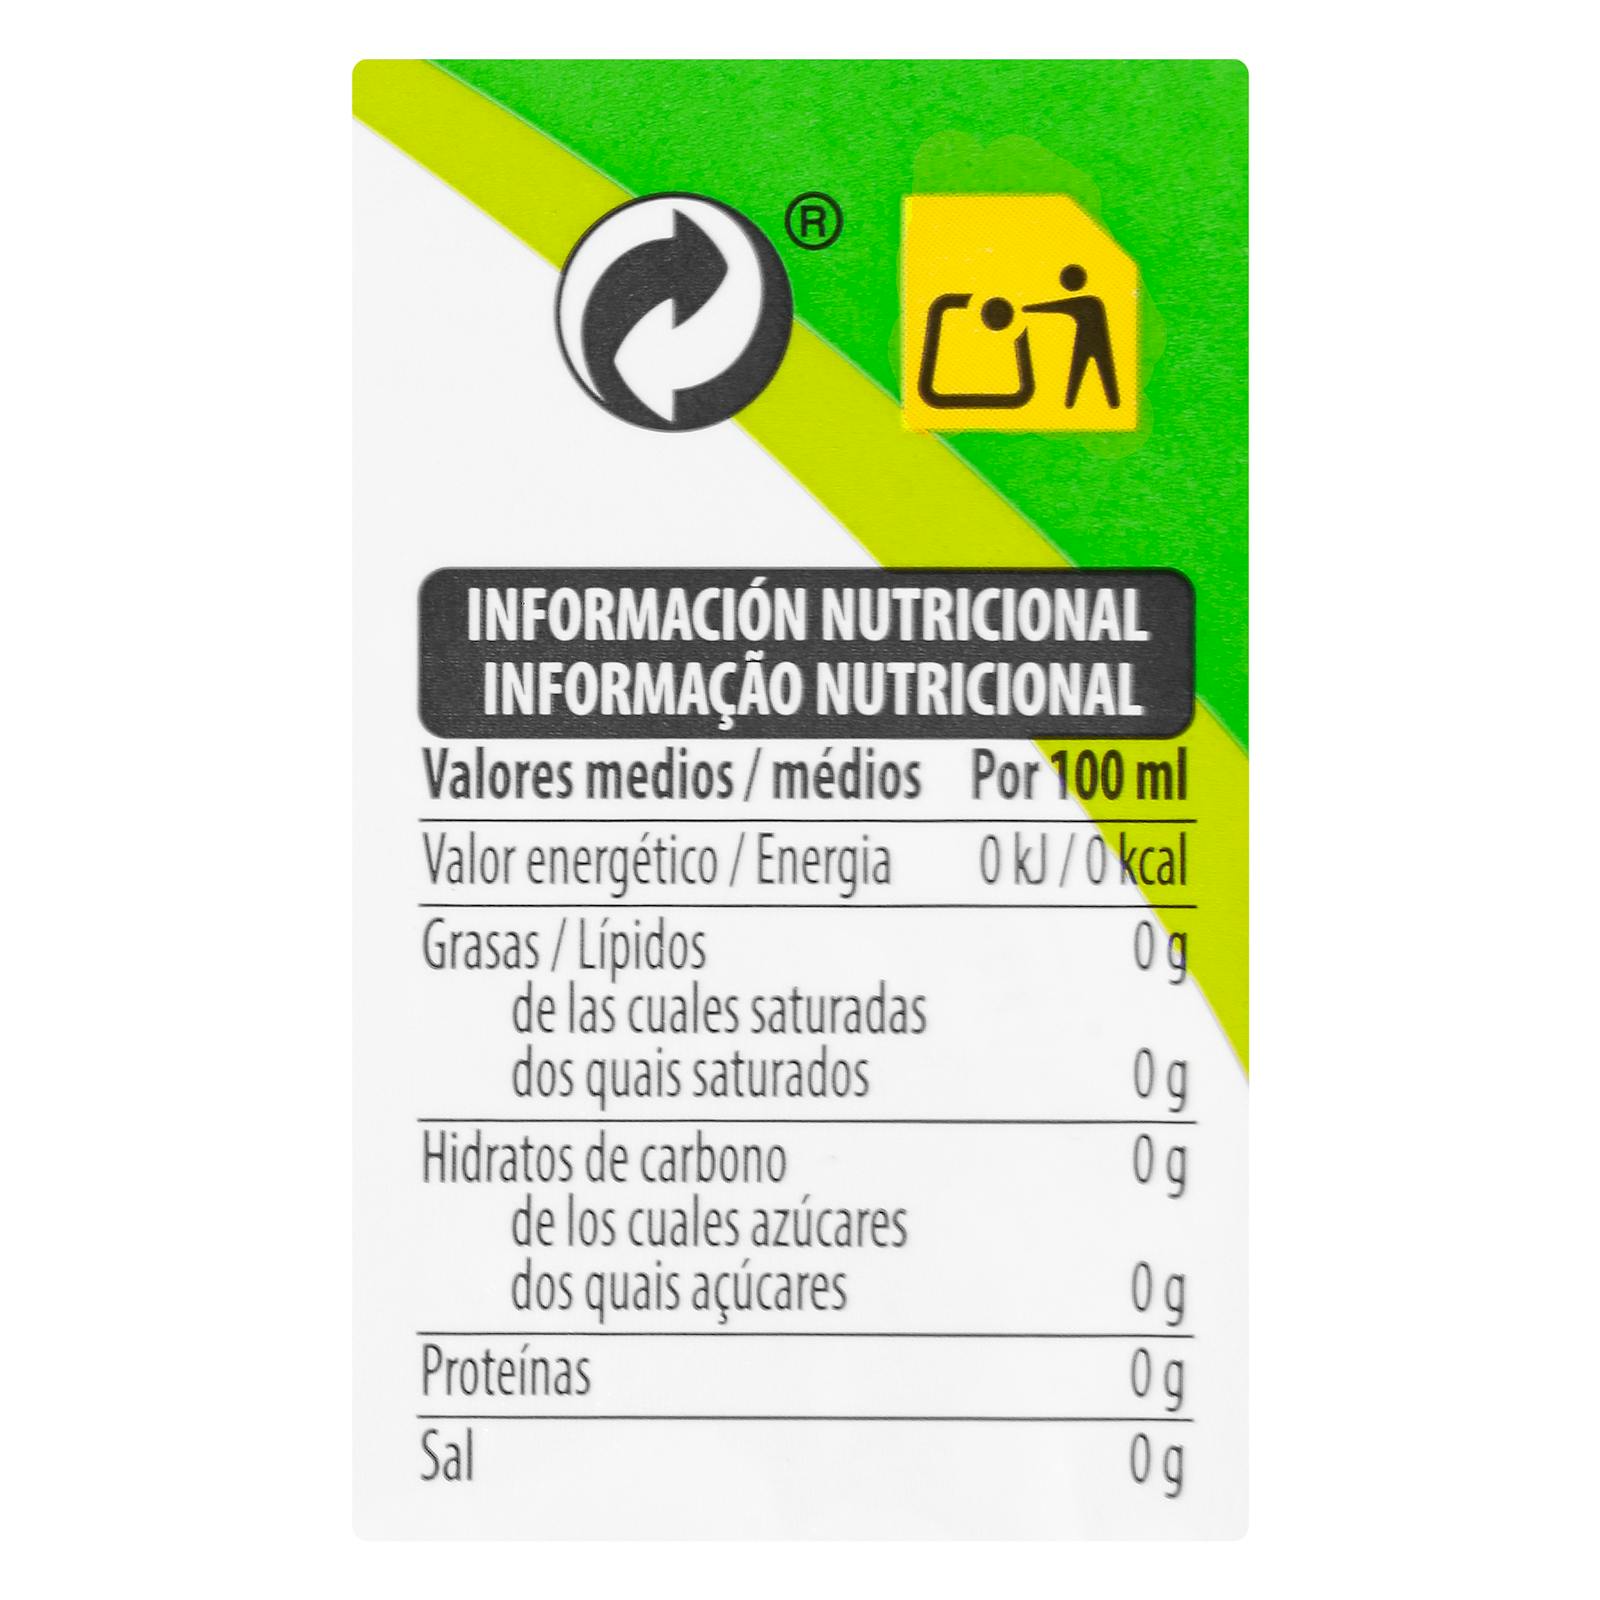 ®
INFORMACIÓN NUTRICIONAL
INFORMAÇÃO NUTRICIONAL
Valores medios / médios Por 100 ml
Valor energético / Energia 0 kJ / 0 kcal
Grasas / Lípidos 0 g
de las cuales saturadas
dos quais saturados 0 g
Hidratos de carbono 0 g
de los cuales azúcares
dos quais açúcares 0 g
Proteínas 0 g
Sal 0 g